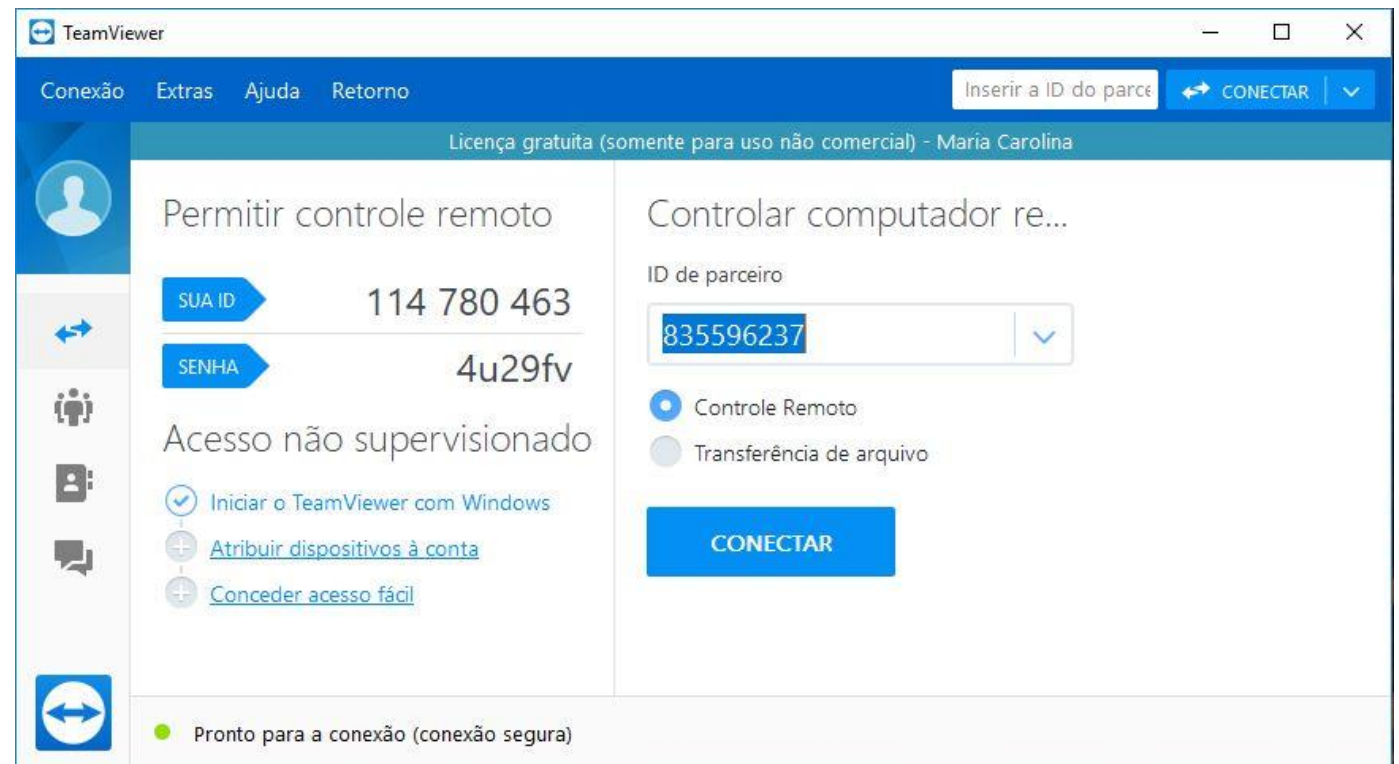 TeamViewer
Conexão Extras Ajuda Retorno Inserir a ID do parce CONECTAR
Licença gratuita (somente para uso não comercial) - Maria Carolina
Permitir controle remoto
SUA ID 114 780 463
SENHA 4u29fv
Acesso não supervisionado
Iniciar o TeamViewer com Windows
Atribuir dispositivos à conta
Conceder acesso fácil
Controlar computador re...
ID de parceiro
835596237
Controle Remoto
Transferência de arquivo
CONECTAR
Pronto para a conexão (conexão segura)